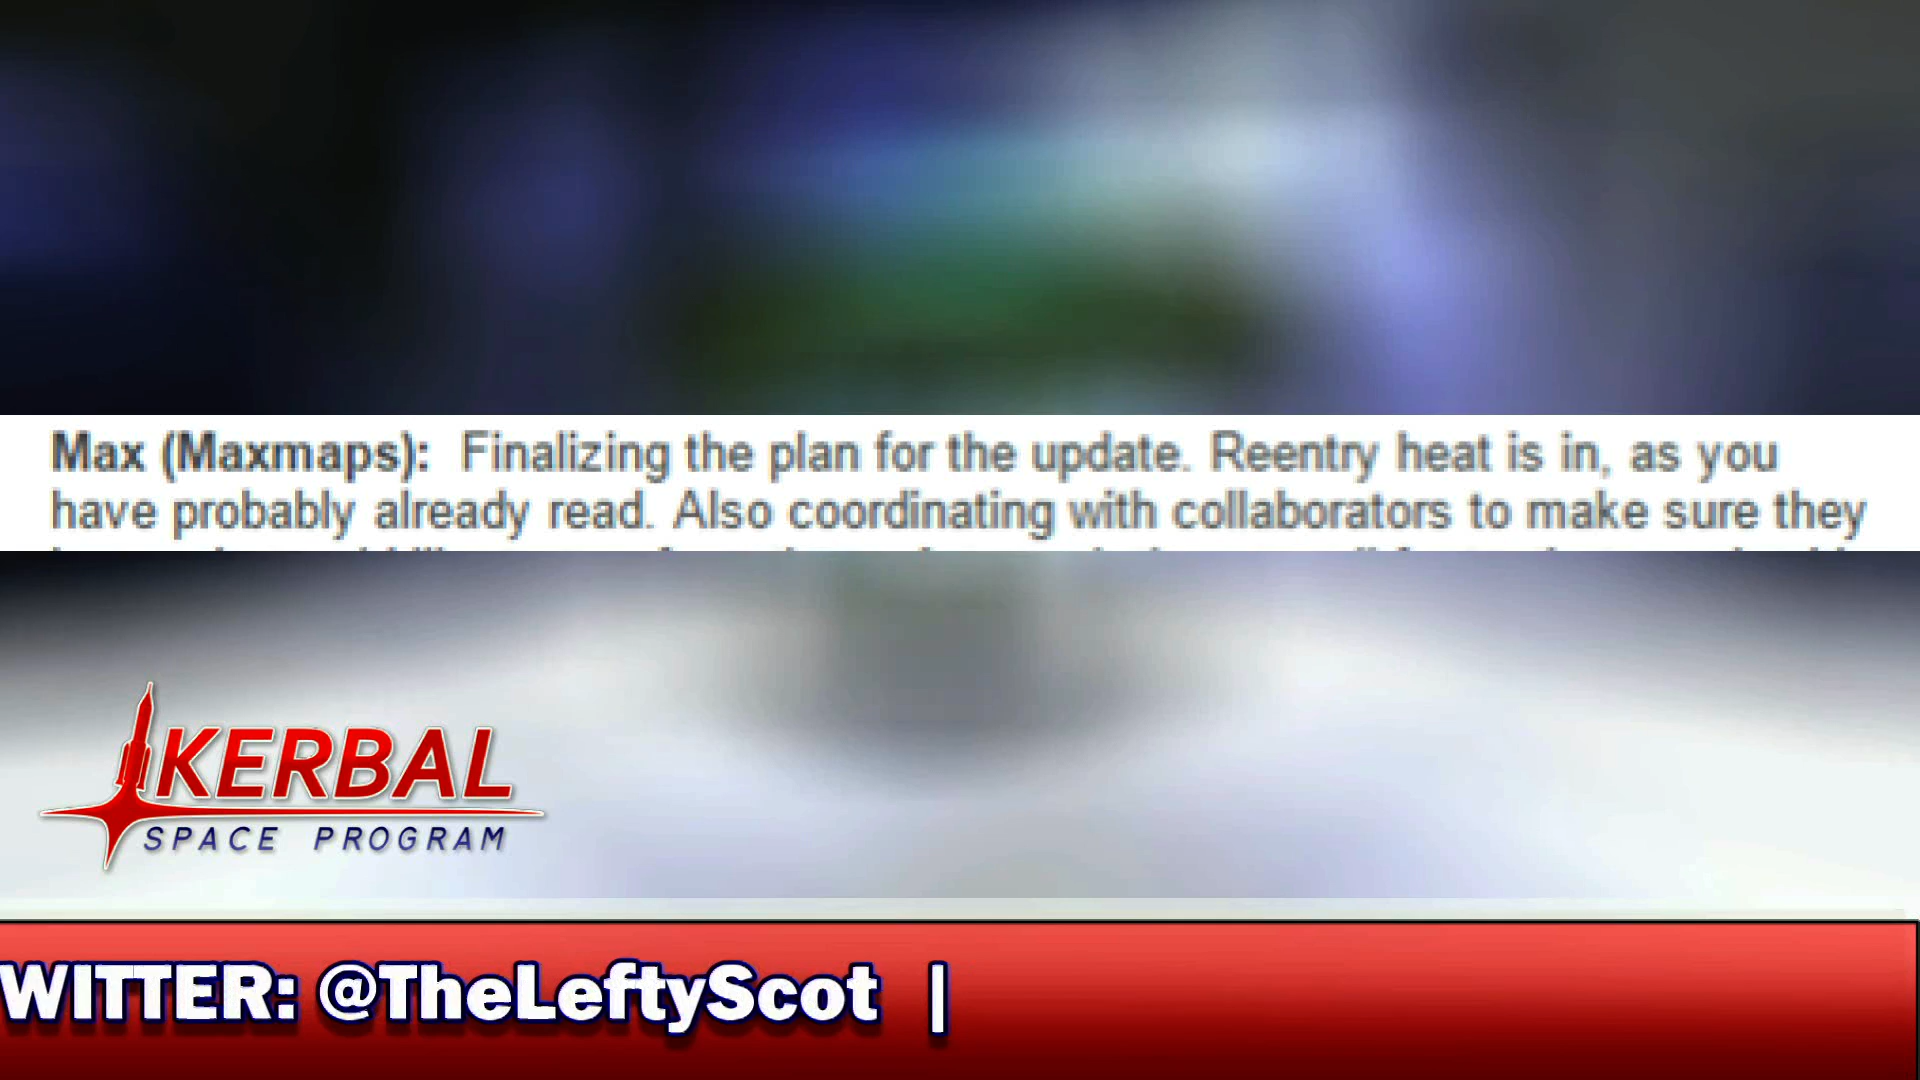 Max (Maxmaps): Finalizing the plan for the update. Reentry heat is in, as you
have probably already read. Also coordinating with collaborators to make sure they
KERBAL
SPACE PROGRAM
WITTER: @TheLeftyScot |